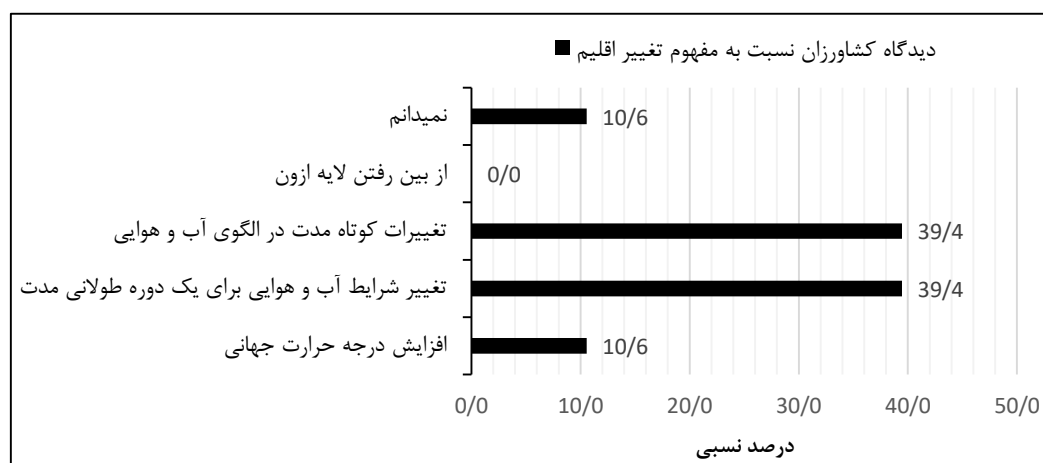 دیدگاه کشاورزان نسبت به مفهوم تغییر اقلیم
نمیدانم 10/6
از بین رفتن لایه ازون 0/0
تغییرات کوتاه مدت در الگوی آب و هوایی 39/4
تغییر شرایط آب و هوایی برای یک دوره طولانی مدت 39/4
افزایش درجه حرارت جهانی 10/6
0/0 10/0 20/0 30/0 40/0 50/0
درصد نسبی